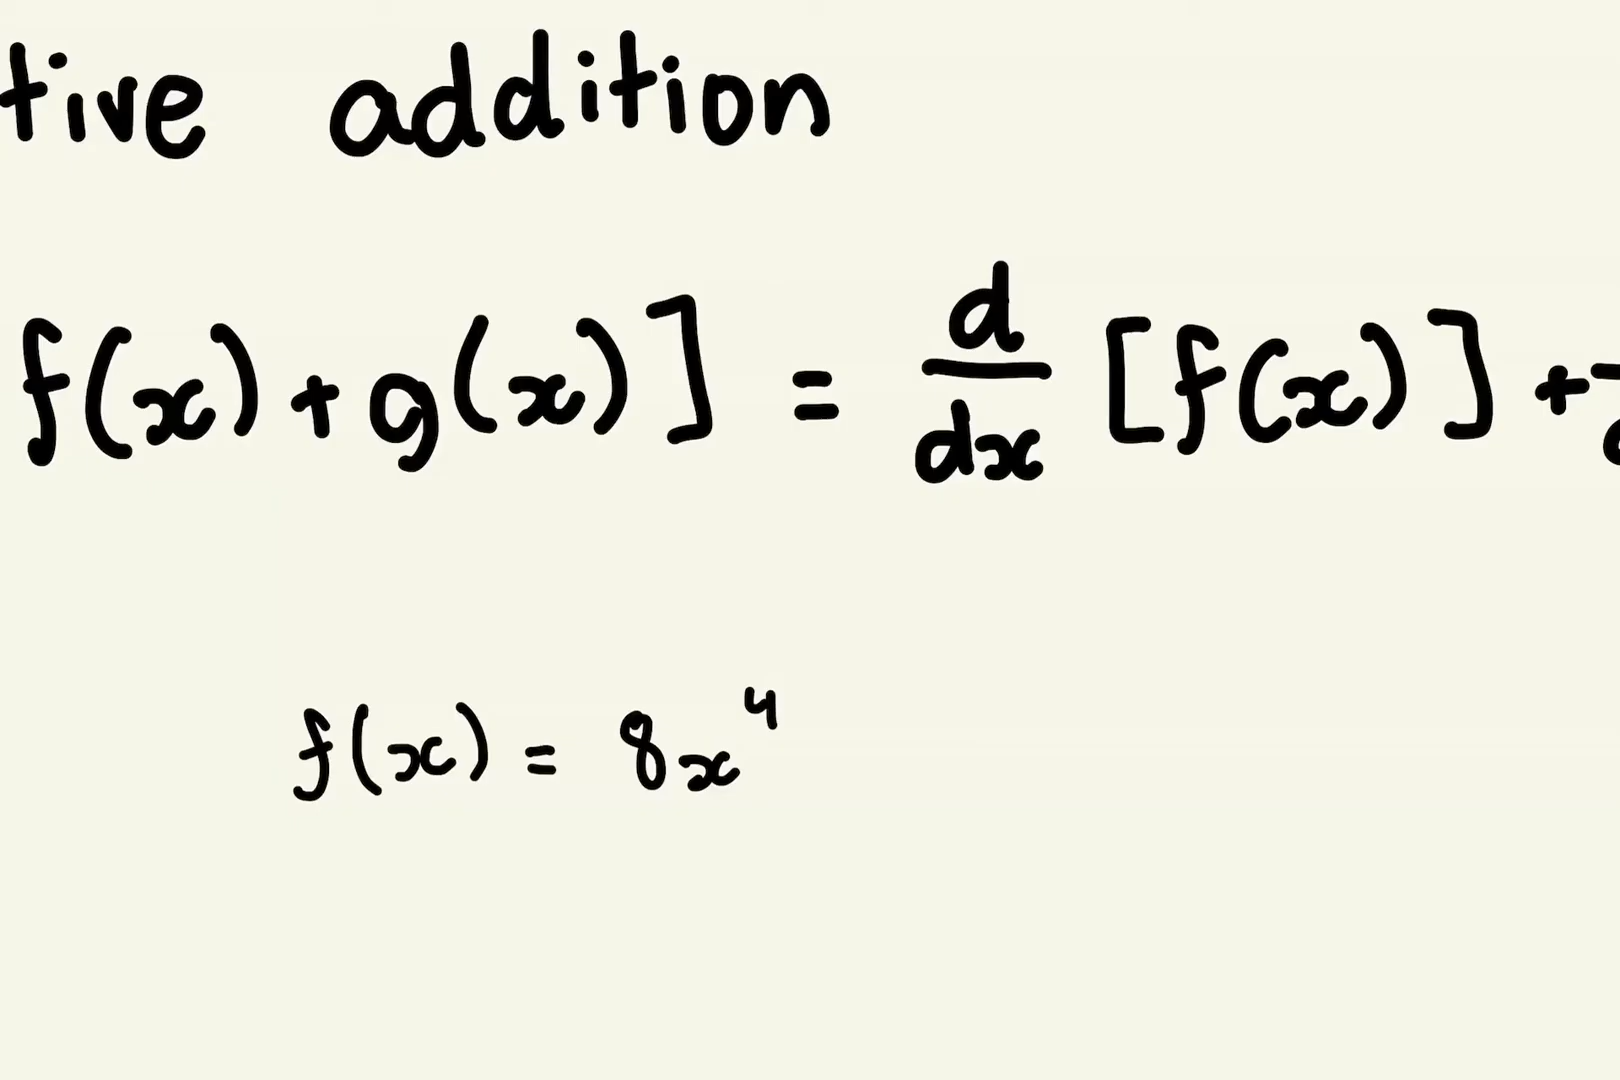 tive addition
f(x) + g(x)] = d/dx [f(x)] +
f(x) = 8x⁴